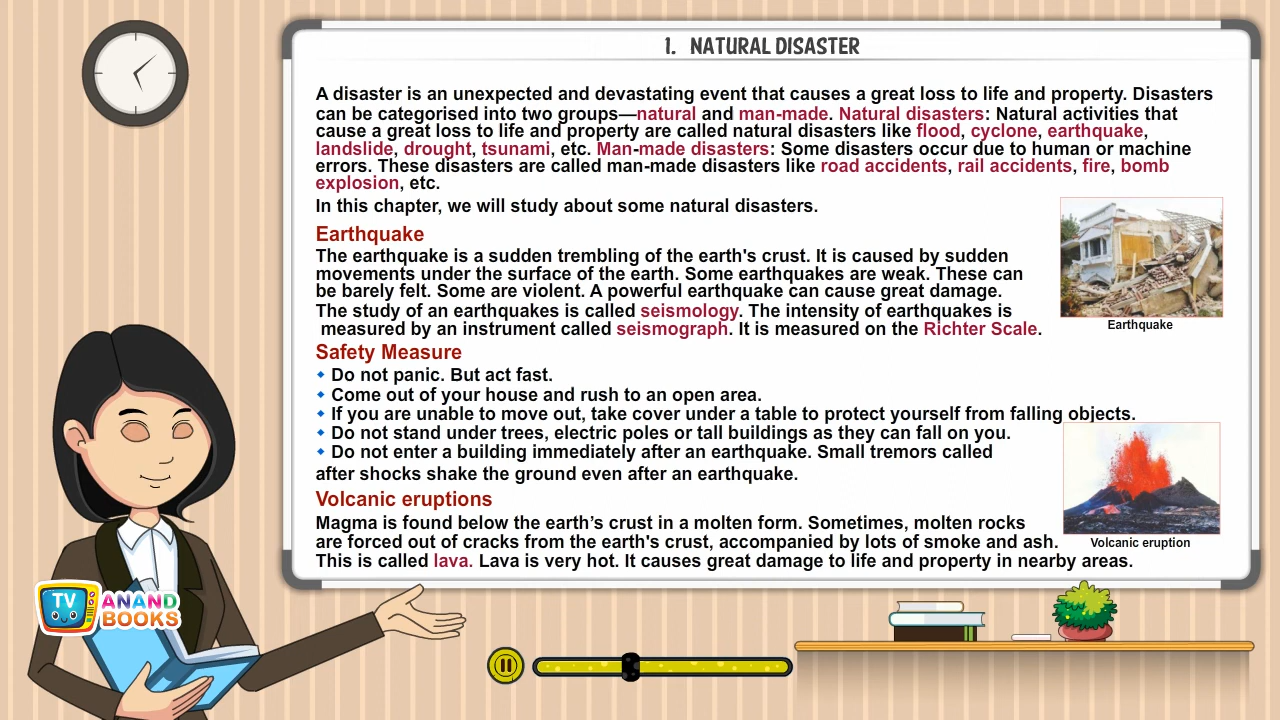 1. NATURAL DISASTER
A disaster is an unexpected and devastating event that causes a great loss to life and property. Disasters
can be categorised into two groups—natural and man-made. Natural disasters: Natural activities that
cause a great loss to life and property are called natural disasters like flood, cyclone, earthquake,
landslide, drought, tsunami, etc. Man-made disasters: Some disasters occur due to human or machine
errors. These disasters are called man-made disasters like road accidents, rail accidents, fire, bomb
explosion, etc.
In this chapter, we will study about some natural disasters.
Earthquake
The earthquake is a sudden trembling of the earth's crust. It is caused by sudden
movements under the surface of the earth. Some earthquakes are weak. These can
be barely felt. Some are violent. A powerful earthquake can cause great damage.
The study of an earthquakes is called seismology. The intensity of earthquakes is
measured by an instrument called seismograph. It is measured on the Richter Scale.
Earthquake
Safety Measure
Do not panic. But act fast.
Come out of your house and rush to an open area.
If you are unable to move out, take cover under a table to protect yourself from falling objects.
Do not stand under trees, electric poles or tall buildings as they can fall on you.
Do not enter a building immediately after an earthquake. Small tremors called
after shocks shake the ground even after an earthquake.
Volcanic eruptions
Magma is found below the earth’s crust in a molten form. Sometimes, molten rocks
are forced out of cracks from the earth's crust, accompanied by lots of smoke and ash.
This is called lava. Lava is very hot. It causes great damage to life and property in nearby areas.
Volcanic eruption
TV
ANAND
BOOKS